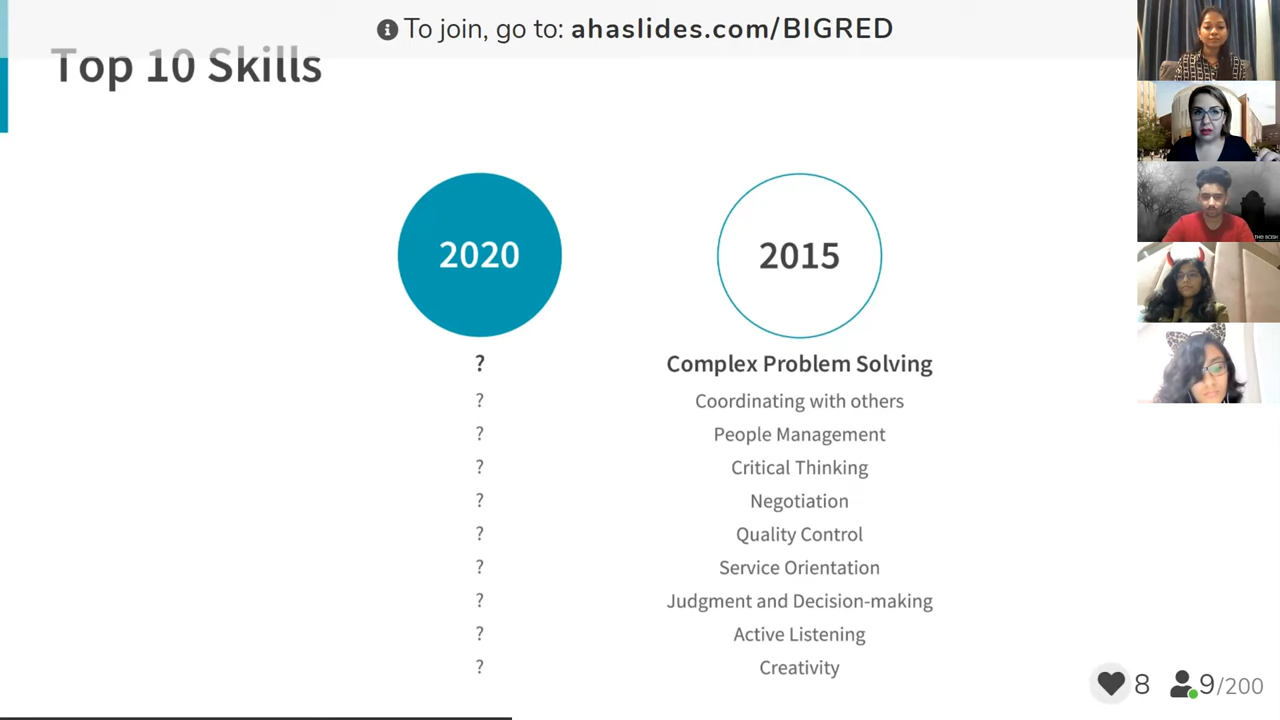 To join, go to: ahaslides.com/BIGRED
Top 10 Skills
2020
2015
?
Complex Problem Solving
?
Coordinating with others
?
People Management
?
Critical Thinking
?
Negotiation
?
Quality Control
?
Service Orientation
?
Judgment and Decision-making
?
Active Listening
?
Creativity
8
9/200